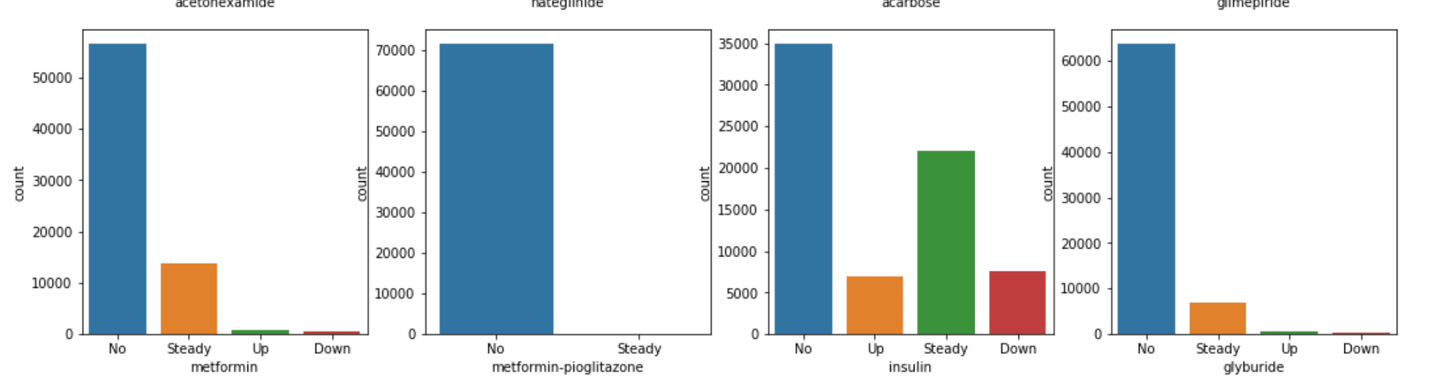 acetohexamide
nateglinide
acarbose
glimepiride
50000
40000
30000
20000
10000
0
count
No Steady Up Down
metformin
70000
60000
50000
40000
30000
20000
10000
0
count
No Steady
metformin-pioglitazone
35000
30000
25000
20000
15000
10000
5000
0
count
No Up Steady Down
insulin
60000
50000
40000
30000
20000
10000
0
count
No Steady Up Down
glyburide